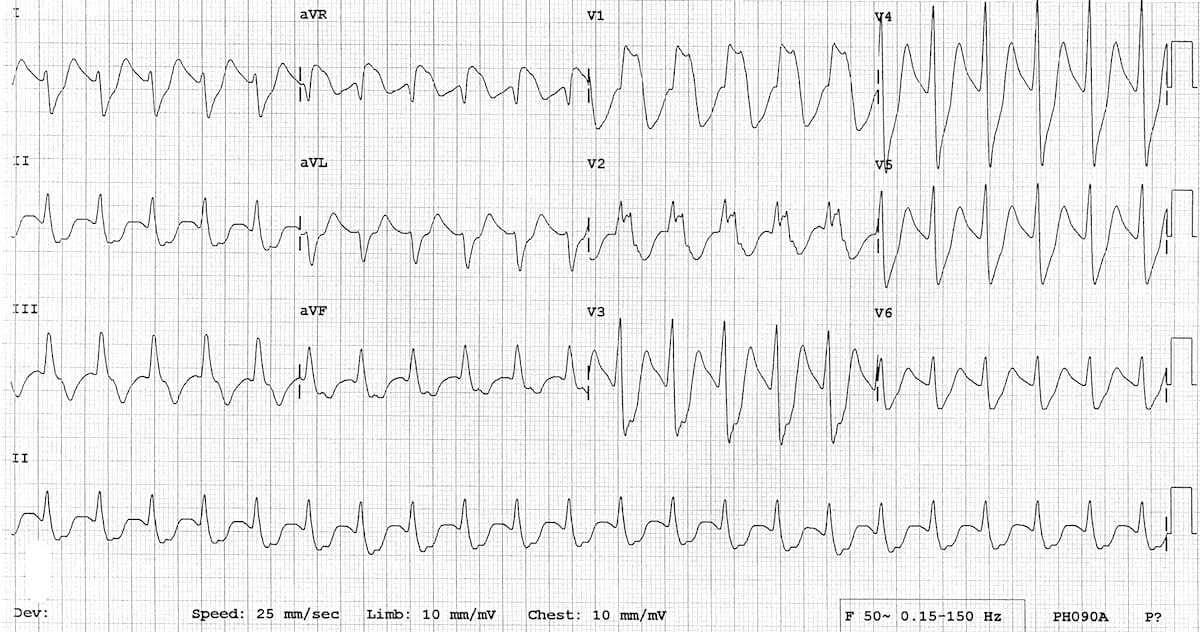 I aVR V1 V4
II aVL V2 V5
III aVF V3 V6
II
Dev: Speed: 25 mm/sec Limb: 10 mm/mV Chest: 10 mm/mV F 50~ 0.15-150 Hz PH090A P?